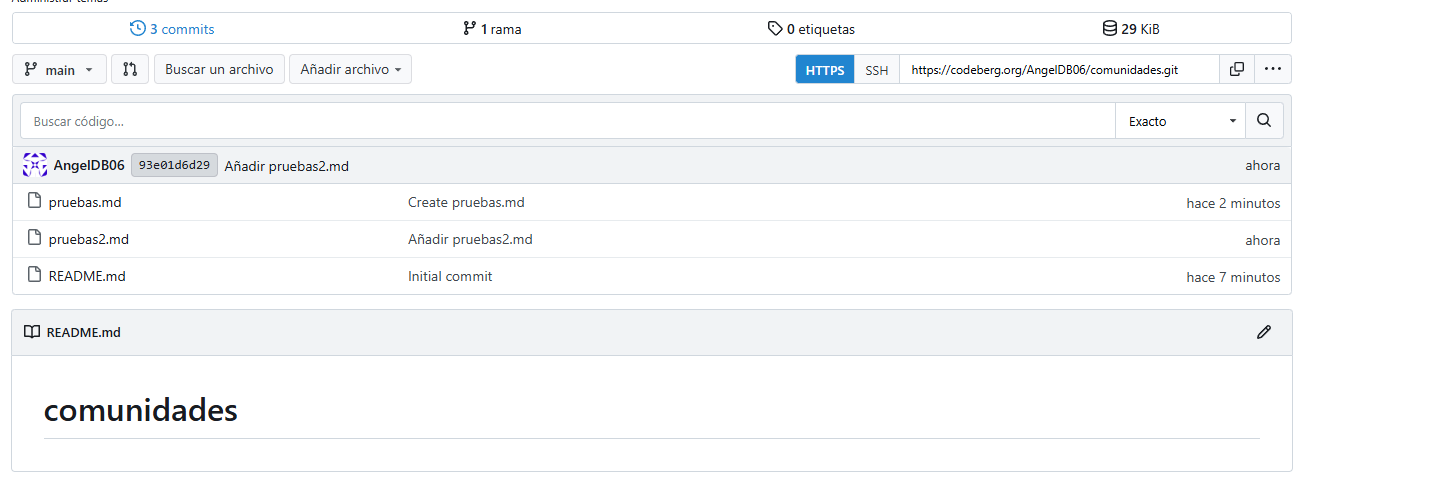 Administrar temas
3 commits 1 rama 0 etiquetas 29 KiB
main Buscar un archivo Añadir archivo HTTPS SSH https://codeberg.org/AngelDB06/comunidades.git
Buscar código... Exacto
AngelDB06 93e01d6d29 Añadir pruebas2.md ahora
pruebas.md Create pruebas.md hace 2 minutos
pruebas2.md Añadir pruebas2.md ahora
README.md Initial commit hace 7 minutos
README.md
comunidades